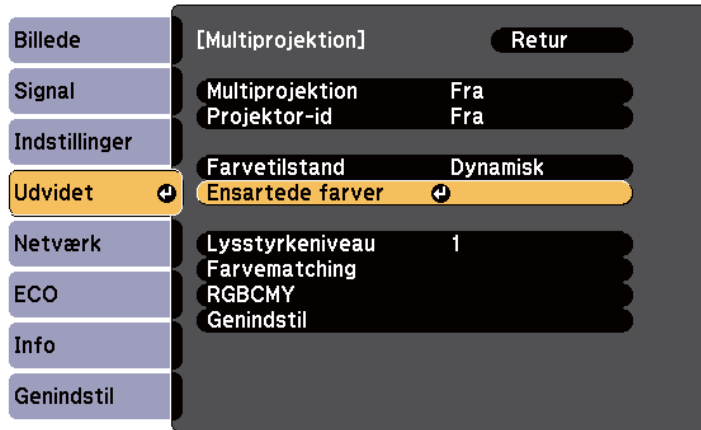 Billede
Signal
Indstillinger
Udvidet
Netværk
ECO
Info
Genindstil
[Multiprojektion] Retur
Multiprojektion Fra
Projektor-id Fra
Farvetilstand Dynamisk
Ensartede farver
Lysstyrkeniveau 1
Farvematching
RGBCMY
Genindstil